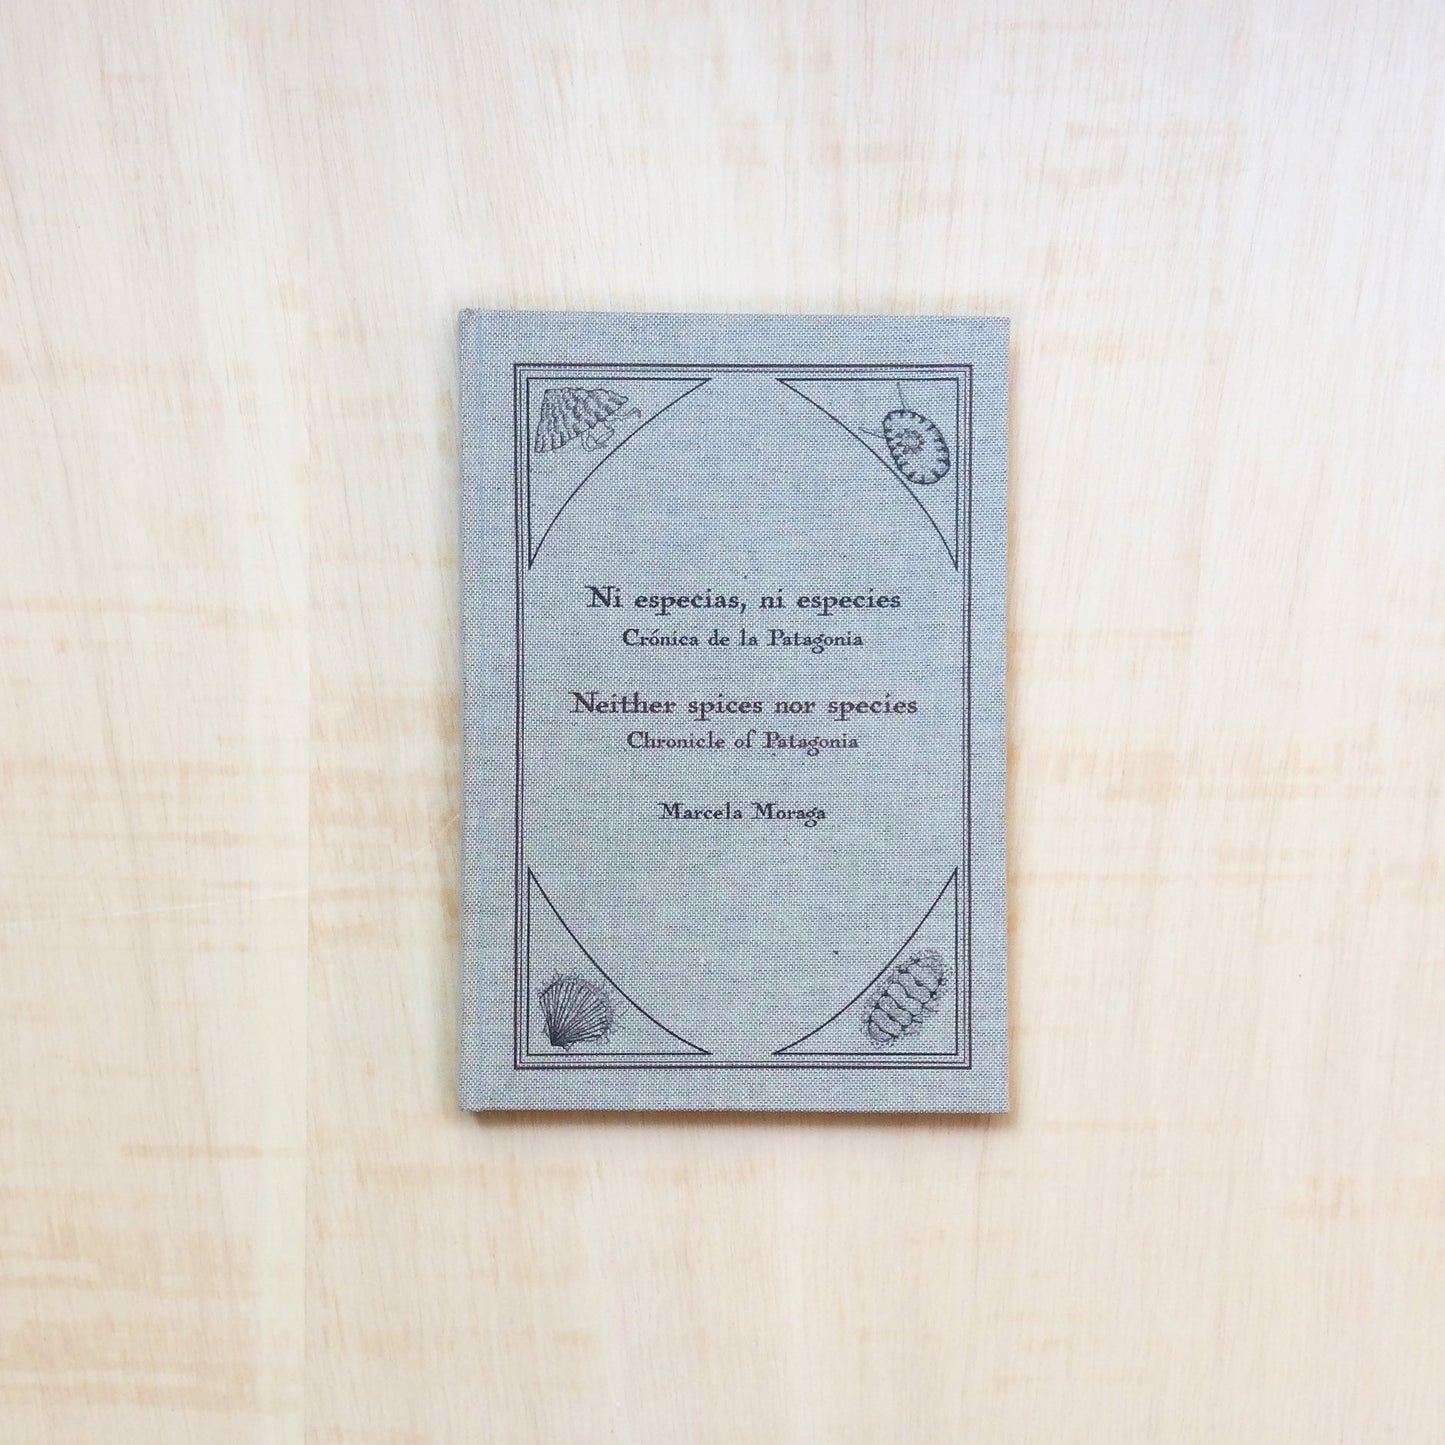 Ni especias, ni especies
Crónica de la Patagonia
Neither spices nor species
Chronicle of Patagonia
Marcela Moraga